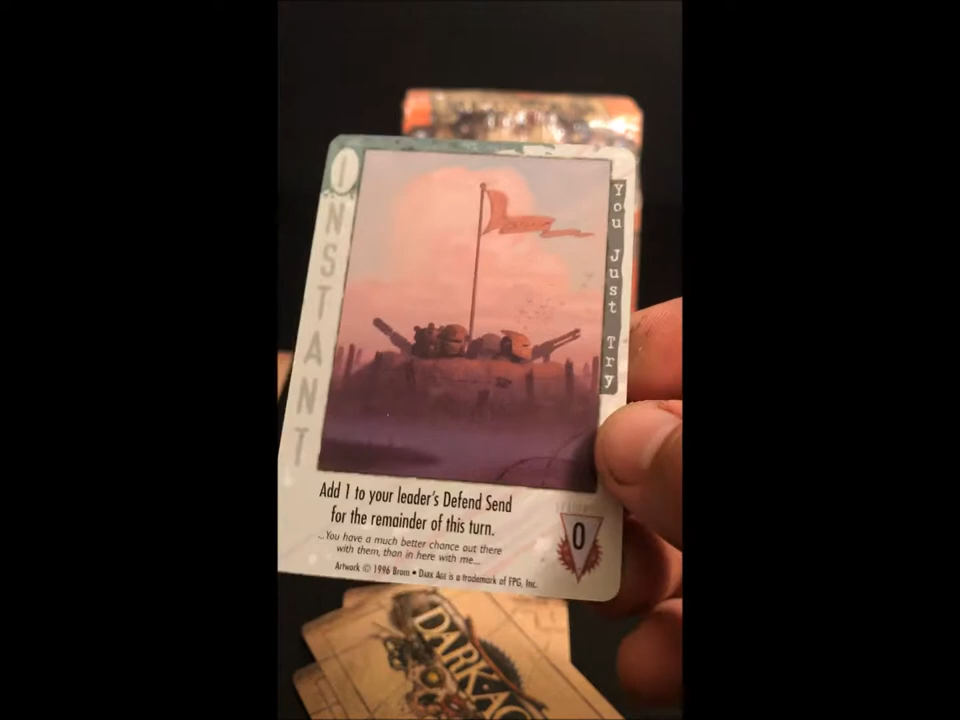 INSTANT
You Just Try
Add 1 to your leader's Defend Send
for the remainder of this turn.
...You have a much better chance out there
with them, than in here with me...
0
Artwork © 1996 Brom • DARK AGE is a trademark of FPG, Inc.
DARK·AG